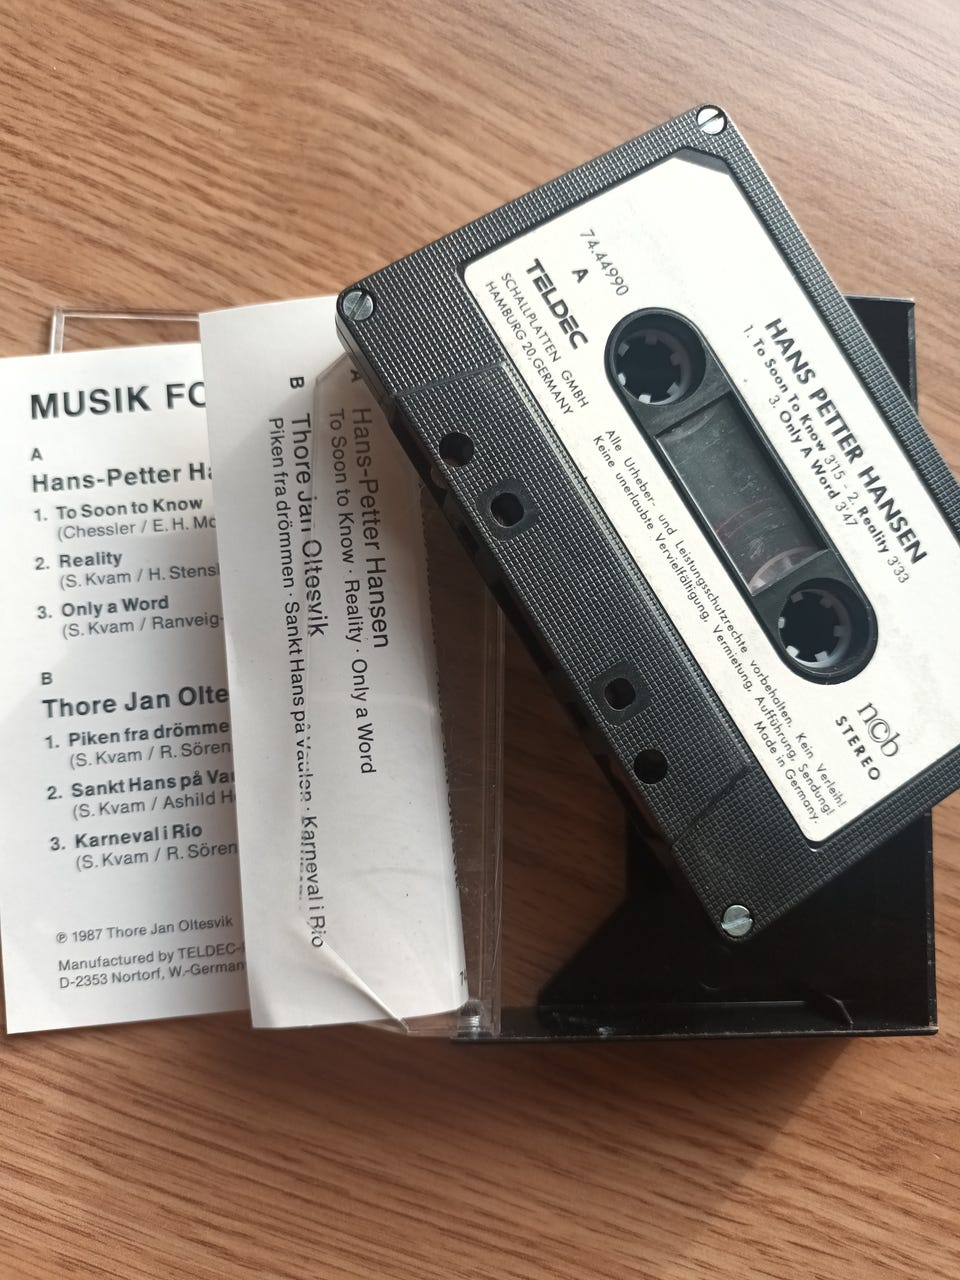 MUSIK FO
A
Hans-Petter Ha
1. To Soon to Know
(Chessler / E. H. Mo
2. Reality
(S. Kvam / H. Stensl
3. Only a Word
(S. Kvam / Ranveig-
B
Thore Jan Oltes
1. Piken fra drömme
(S. Kvam / R. Sören
2. Sankt Hans på Vau
(S. Kvam / Ashild H
3. Karneval i Rio
(S. Kvam / R. Sören
℗ 1987 Thore Jan Oltesvik
Manufactured by TELDEC-
D-2353 Nortorf, W.-German
A
Hans-Petter Hansen
To Soon to Know · Reality · Only a Word
B
Thore Jan Oltesvik
Piken fra drömmen · Sankt Hans på Vaulen · Karneval i Rio
HANS PETTER HANSEN
1. To Soon To Know 3'15 - 2. Reality 3'33
3. Only A Word 3'47
74.44990
A
TELDEC
SCHALLPLATTEN GMBH
HAMBURG 20, GERMANY
ncb
STEREO
Alle Urheber- und Leistungsschutzrechte vorbehalten. Kein Verleih!
Keine unerlaubte Vervielfältigung, Vermietung, Aufführung, Sendung!
Made in Germany.